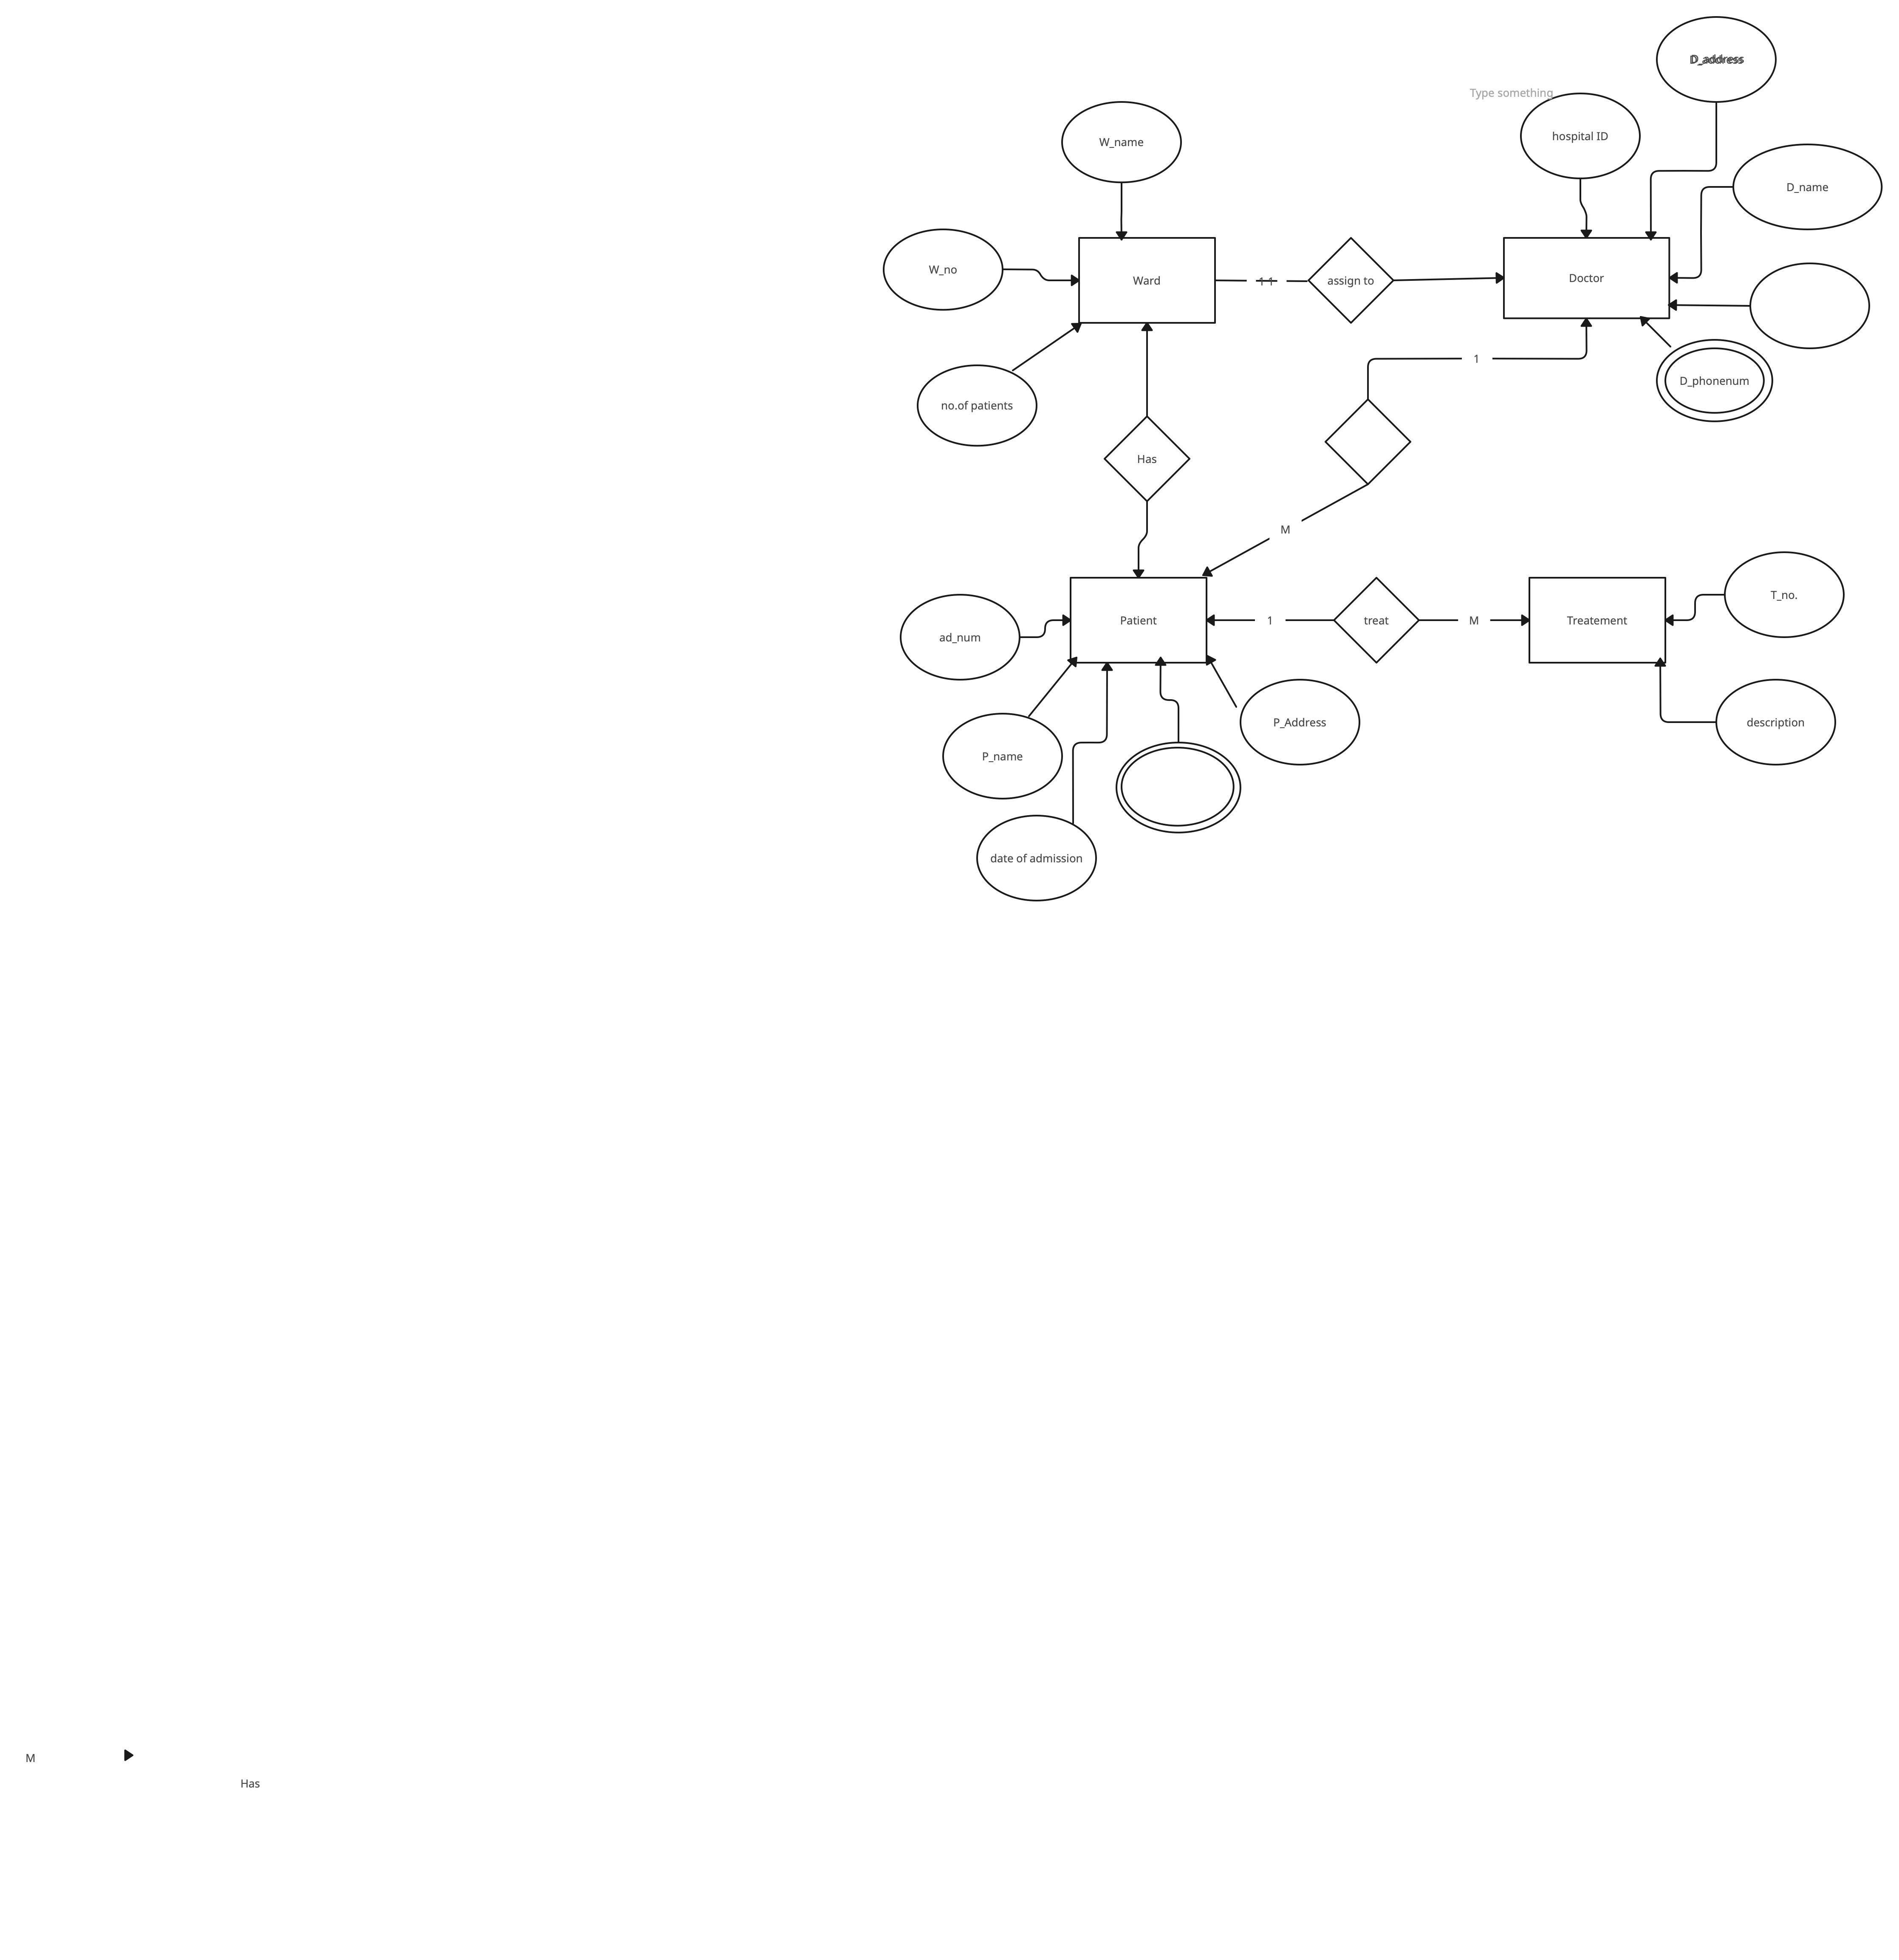 D_address
Type something
hospital ID
W_name
D_name
W_no
Ward
1 1
assign to
Doctor
1
D_phonenum
no.of patients
Has
M
T_no.
ad_num
Patient
1
treat
M
Treatement
P_Address
description
P_name
date of admission
M
Has